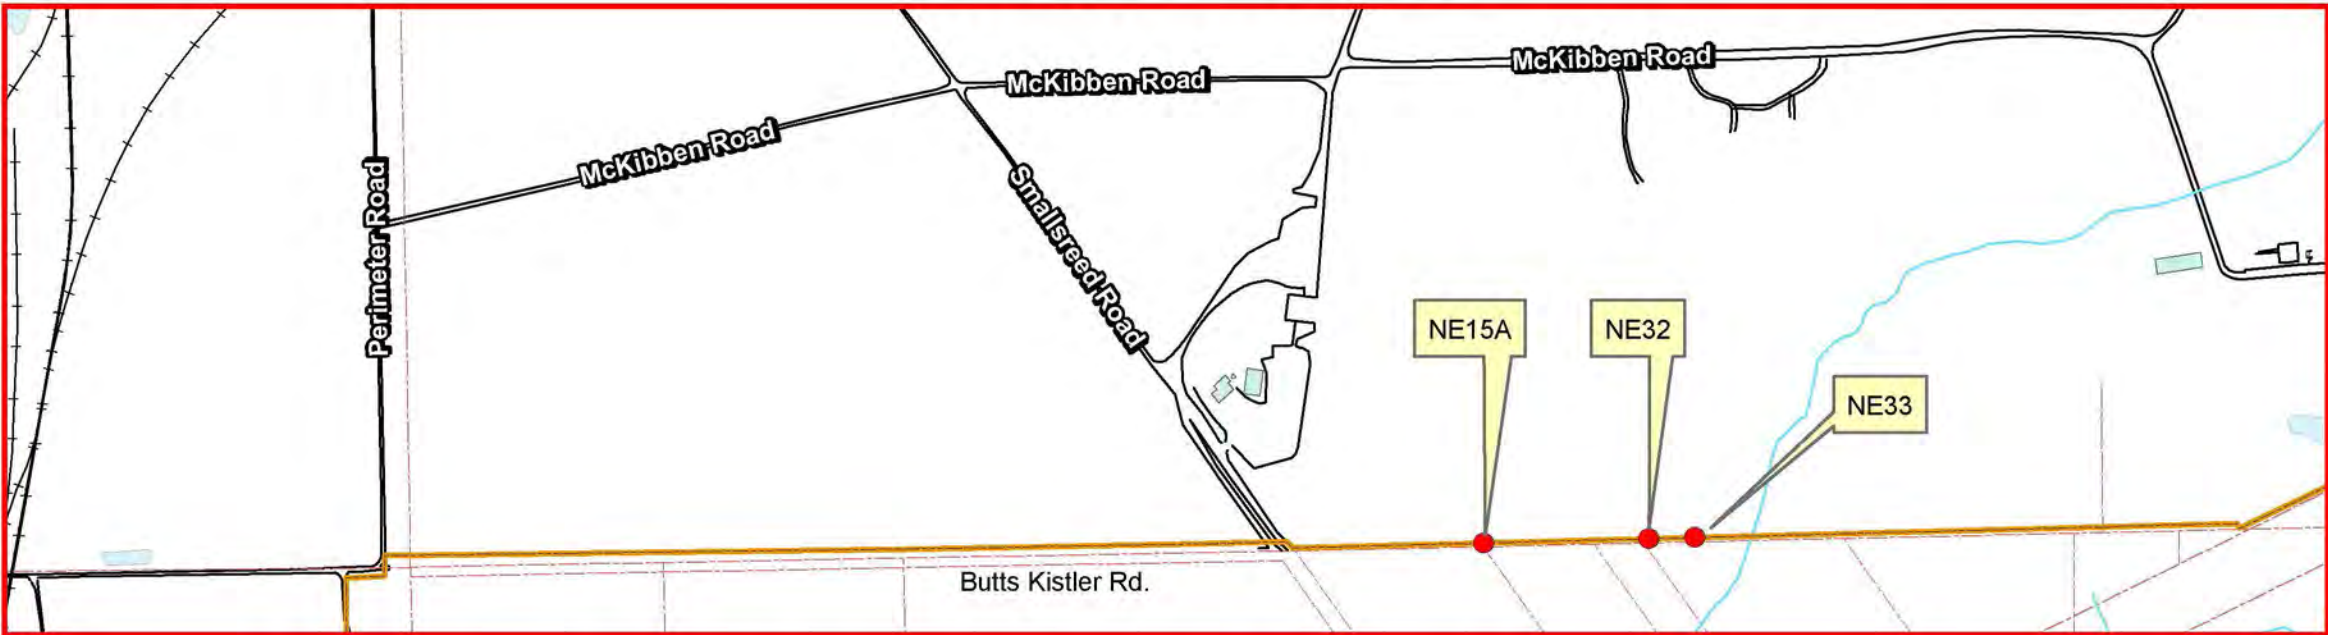 McKibben Road
McKibben Road
McKibben Road
Perimeter Road
Smallsreed Road
NE15A
NE32
NE33
Butts Kistler Rd.